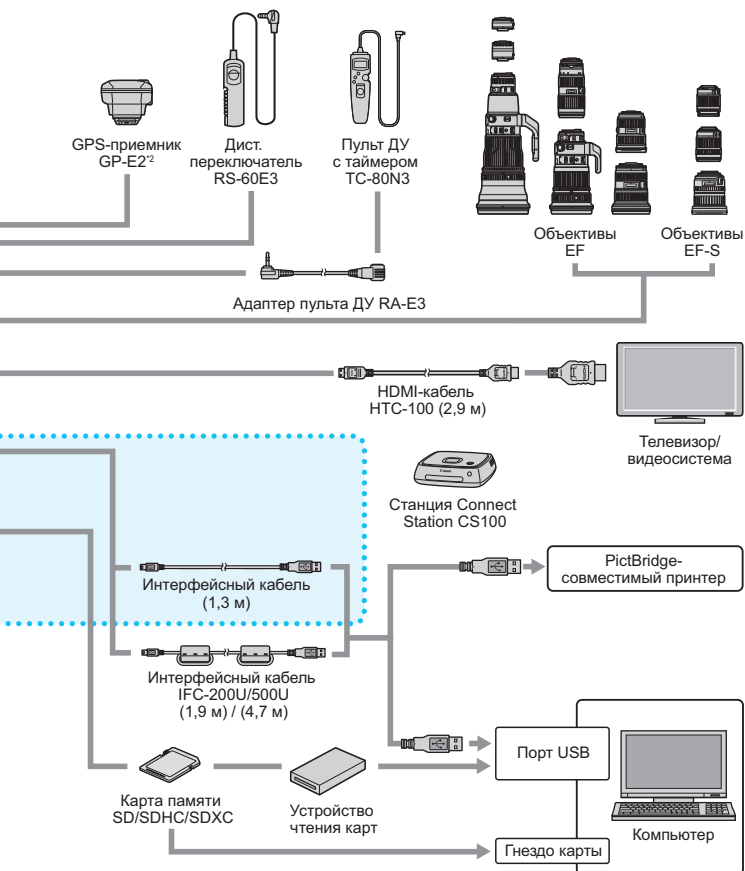 GPS-приемник
GP-E2*2
Дист.
переключатель
RS-60E3
Пульт ДУ
с таймером
TC-80N3
Объективы
EF
Объективы
EF-S
Адаптер пульта ДУ RA-E3
HDMI-кабель
HTC-100 (2,9 м)
Телевизор/
видеосистема
Canon
Станция Connect
Station CS100
PictBridge-
совместимый принтер
Интерфейсный кабель
(1,3 м)
Интерфейсный кабель
IFC-200U/500U
(1,9 м) / (4,7 м)
Порт USB
Карта памяти
SD/SDHC/SDXC
Устройство
чтения карт
Компьютер
Гнездо карты